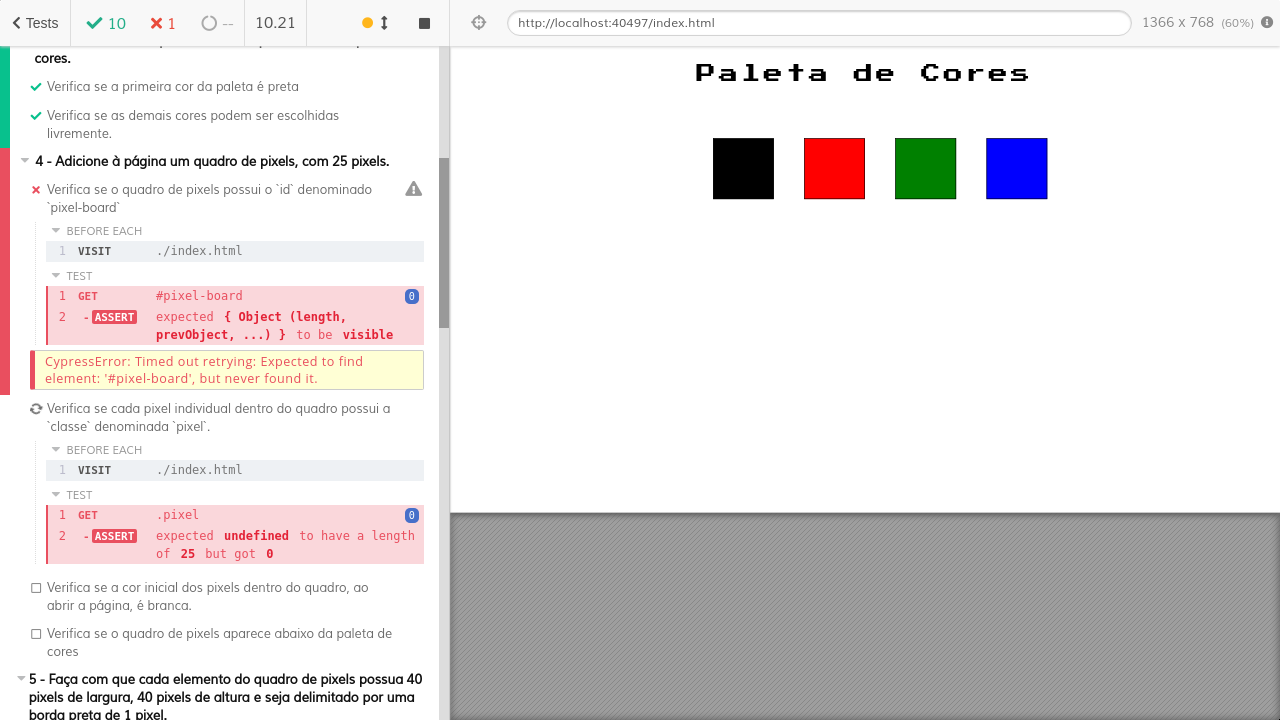 Tests
10
1
--
10.21
http://localhost:40497/index.html
1366 x 768 (60%)
cores.
Verifica se a primeira cor da paleta é preta
Verifica se as demais cores podem ser escolhidas
livremente.
4 - Adicione à página um quadro de pixels, com 25 pixels.
Verifica se o quadro de pixels possui o `id` denominado
`pixel-board`
BEFORE EACH
1 VISIT ./index.html
TEST
1 GET #pixel-board 0
2 -ASSERT expected { Object (length,
prevObject, ...) } to be visible
CypressError: Timed out retrying: Expected to find
element: '#pixel-board', but never found it.
Verifica se cada pixel individual dentro do quadro possui a
`classe` denominada `pixel`.
BEFORE EACH
1 VISIT ./index.html
TEST
1 GET .pixel 0
2 -ASSERT expected undefined to have a length
of 25 but got 0
Verifica se a cor inicial dos pixels dentro do quadro, ao
abrir a página, é branca.
Verifica se o quadro de pixels aparece abaixo da paleta de
cores
5 - Faça com que cada elemento do quadro de pixels possua 40
pixels de largura, 40 pixels de altura e seja delimitado por uma
borda preta de 1 pixel.
Paleta de Cores